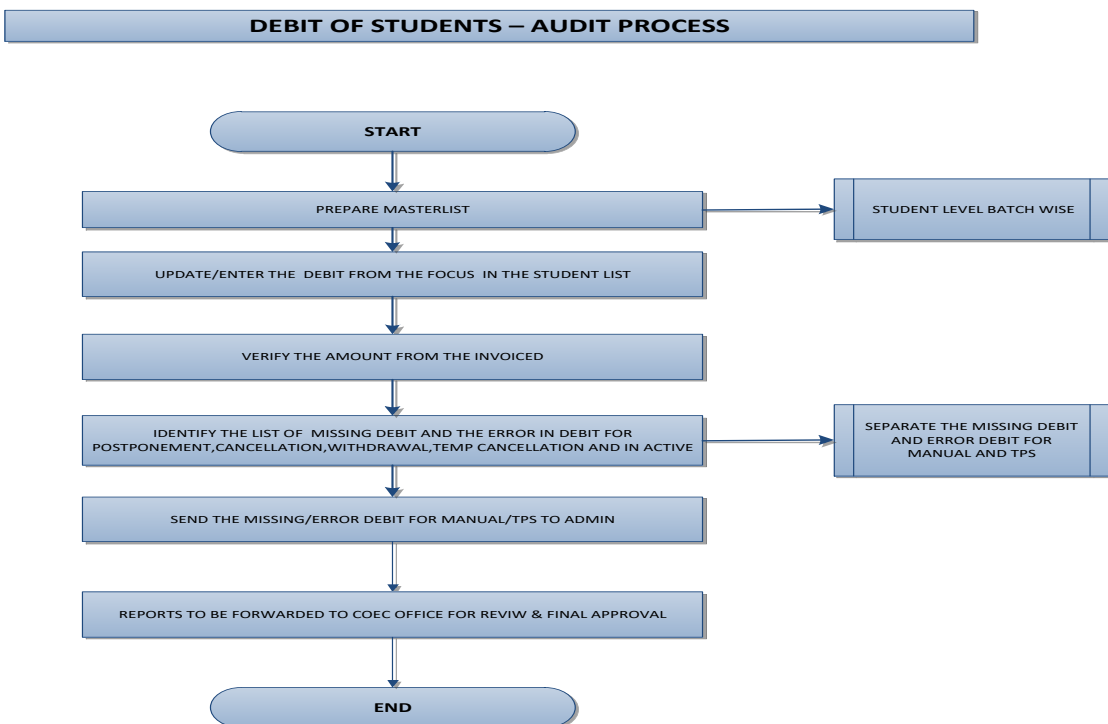 DEBIT OF STUDENTS – AUDIT PROCESS
START
PREPARE MASTERLIST
STUDENT LEVEL BATCH WISE
UPDATE/ENTER THE DEBIT FROM THE FOCUS IN THE STUDENT LIST
VERIFY THE AMOUNT FROM THE INVOICED
IDENTIFY THE LIST OF MISSING DEBIT AND THE ERROR IN DEBIT FOR
POSTPONEMENT,CANCELLATION,WITHDRAWAL,TEMP CANCELLATION AND IN ACTIVE
SEPARATE THE MISSING DEBIT
AND ERROR DEBIT FOR
MANUAL AND TPS
SEND THE MISSING/ERROR DEBIT FOR MANUAL/TPS TO ADMIN
REPORTS TO BE FORWARDED TO COEC OFFICE FOR REVIW & FINAL APPROVAL
END